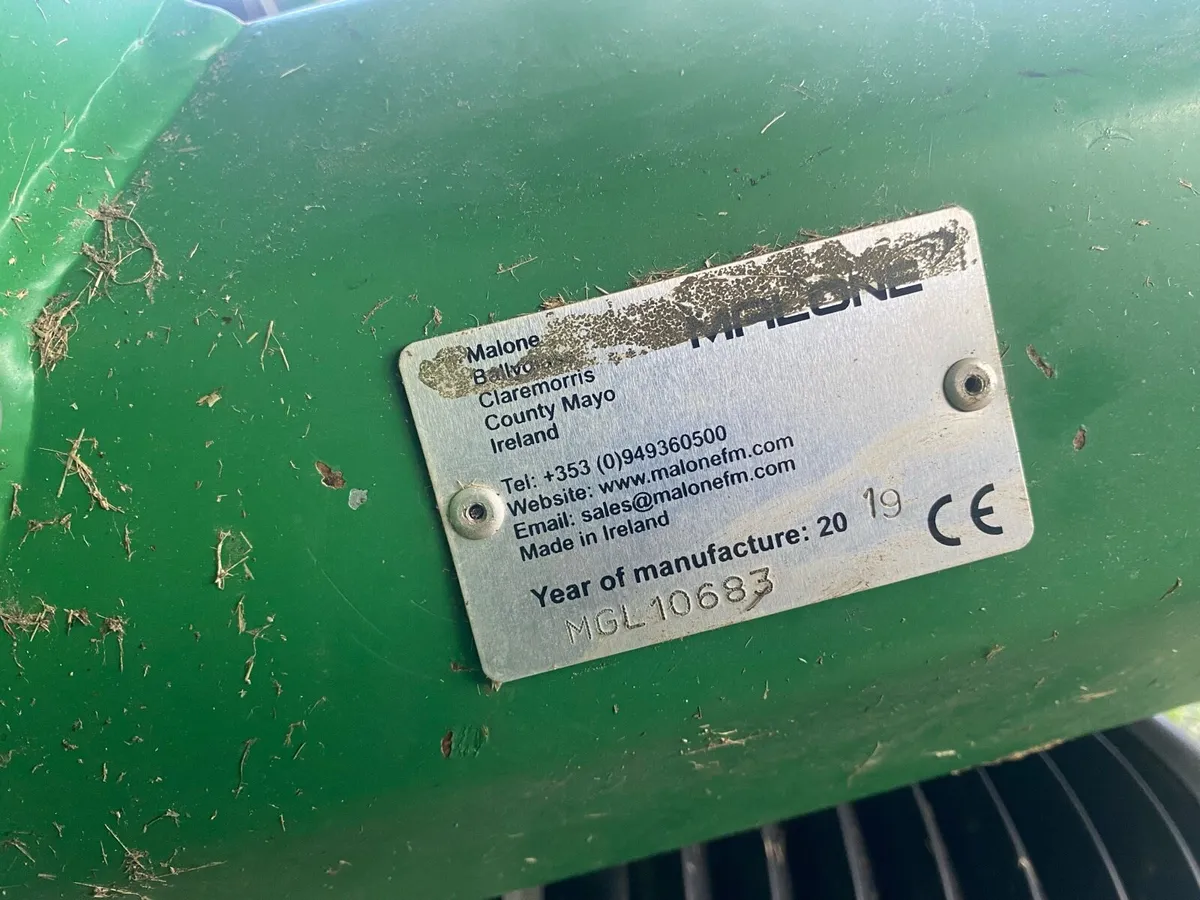 MALONE
Malone
Claremorris
County Mayo
Ireland
Tel: +353 (0)949360500
Website: www.malonefm.com
Email: sales@malonefm.com
Made in Ireland
Year of manufacture: 20 19
MGL10683
CE